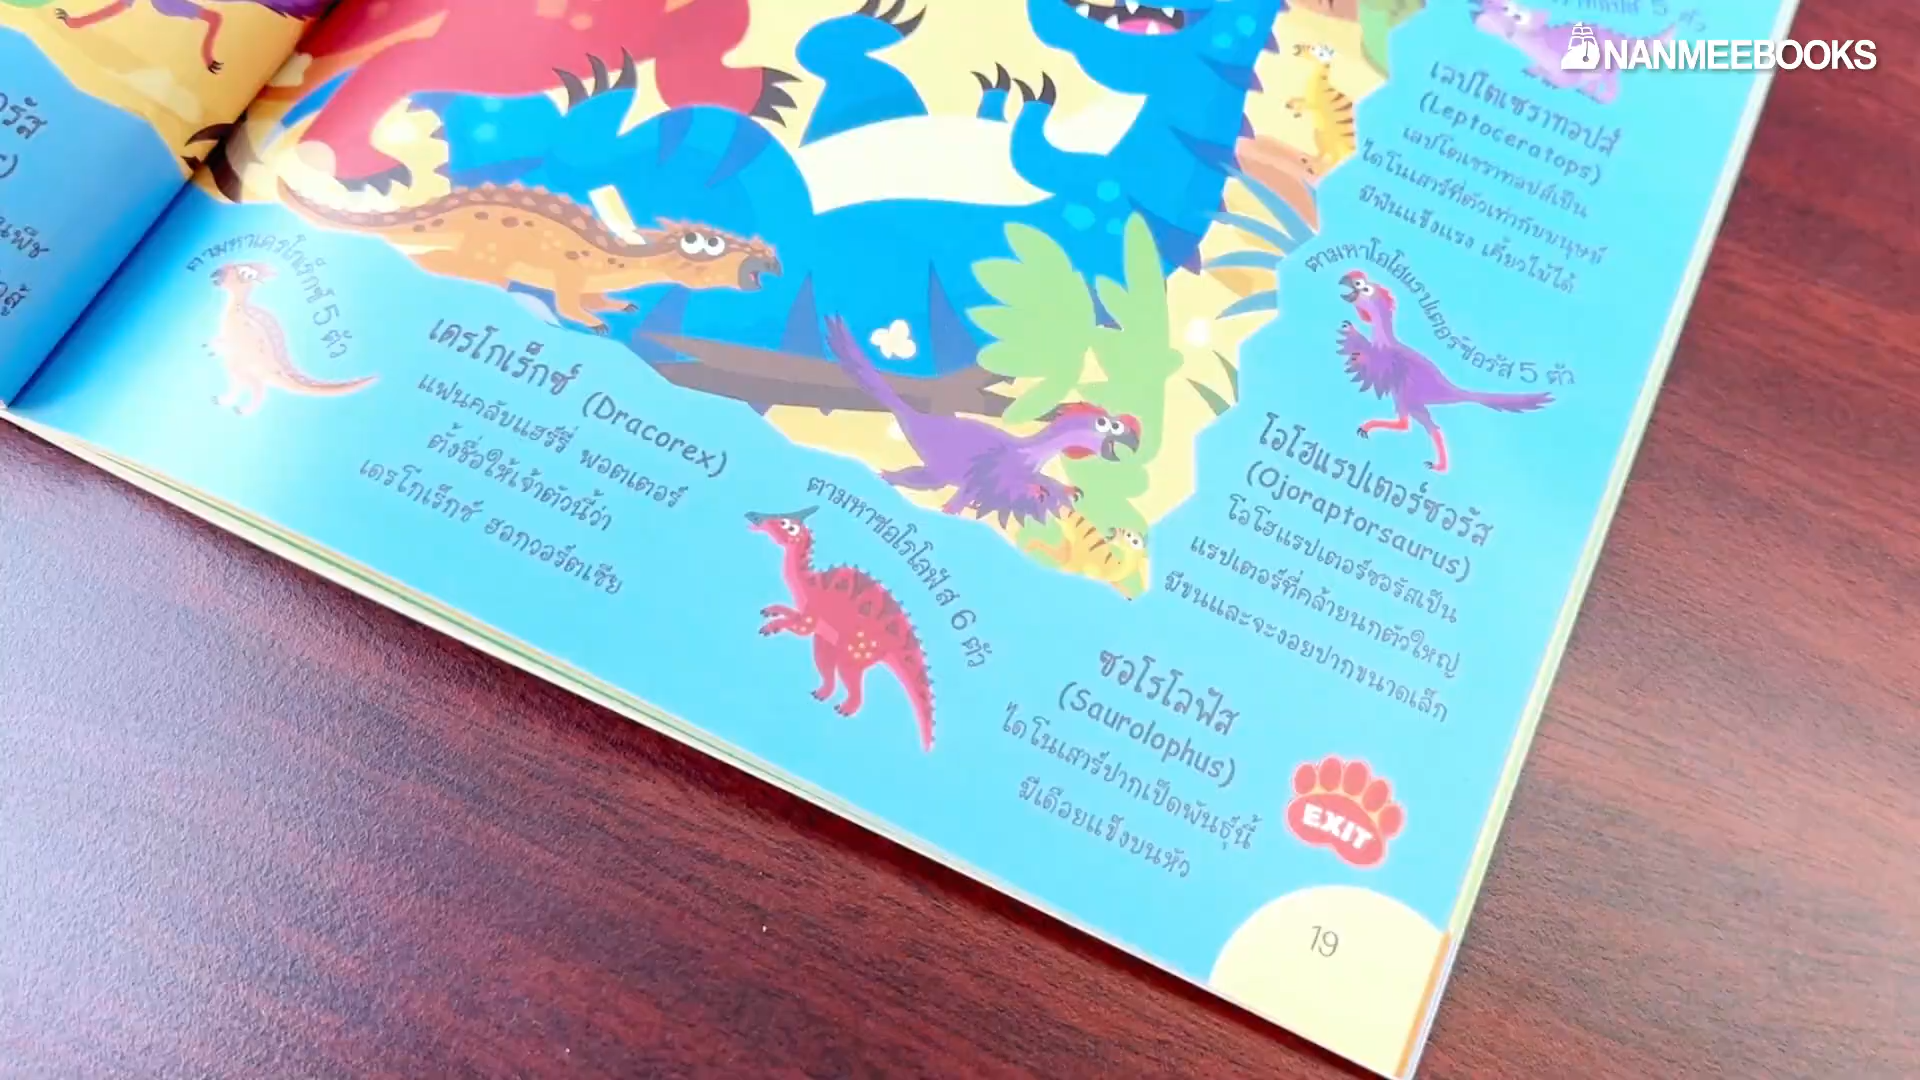 NANMEEBOOKS
เลปโตเซราทอปส์
(Leptoceratops)
เลปโตเซราทอปส์เป็น
ไดโนเสาร์ที่ตัวเท่ากับมนุษย์
มีฟันแข็งแรง เคี้ยวไม้ได้
ตามหาเดรโกเร็กซ์ 5 ตัว
เดรโกเร็กซ์ (Dracorex)
แฟนคลับแฮร์รี่ พอตเตอร์
ตั้งชื่อให้เจ้าตัวนี้ว่า
เดรโกเร็กซ์ ฮอกวอร์ตเซีย
ตามหาโอโฮแรปเตอร์ซอรัส 5 ตัว
โอโฮแรปเตอร์ซอรัส
(Ojoraptorsaurus)
โอโฮแรปเตอร์ซอรัสเป็น
แรปเตอร์ที่คล้ายนกตัวใหญ่
มีขนและจะงอยปากขนาดเล็ก
ตามหาซอโรโลฟัส 6 ตัว
ซอโรโลฟัส
(Saurolophus)
ไดโนเสาร์ปากเป็ดพันธุ์นี้
มีเดือยแข็งบนหัว
EXIT
19